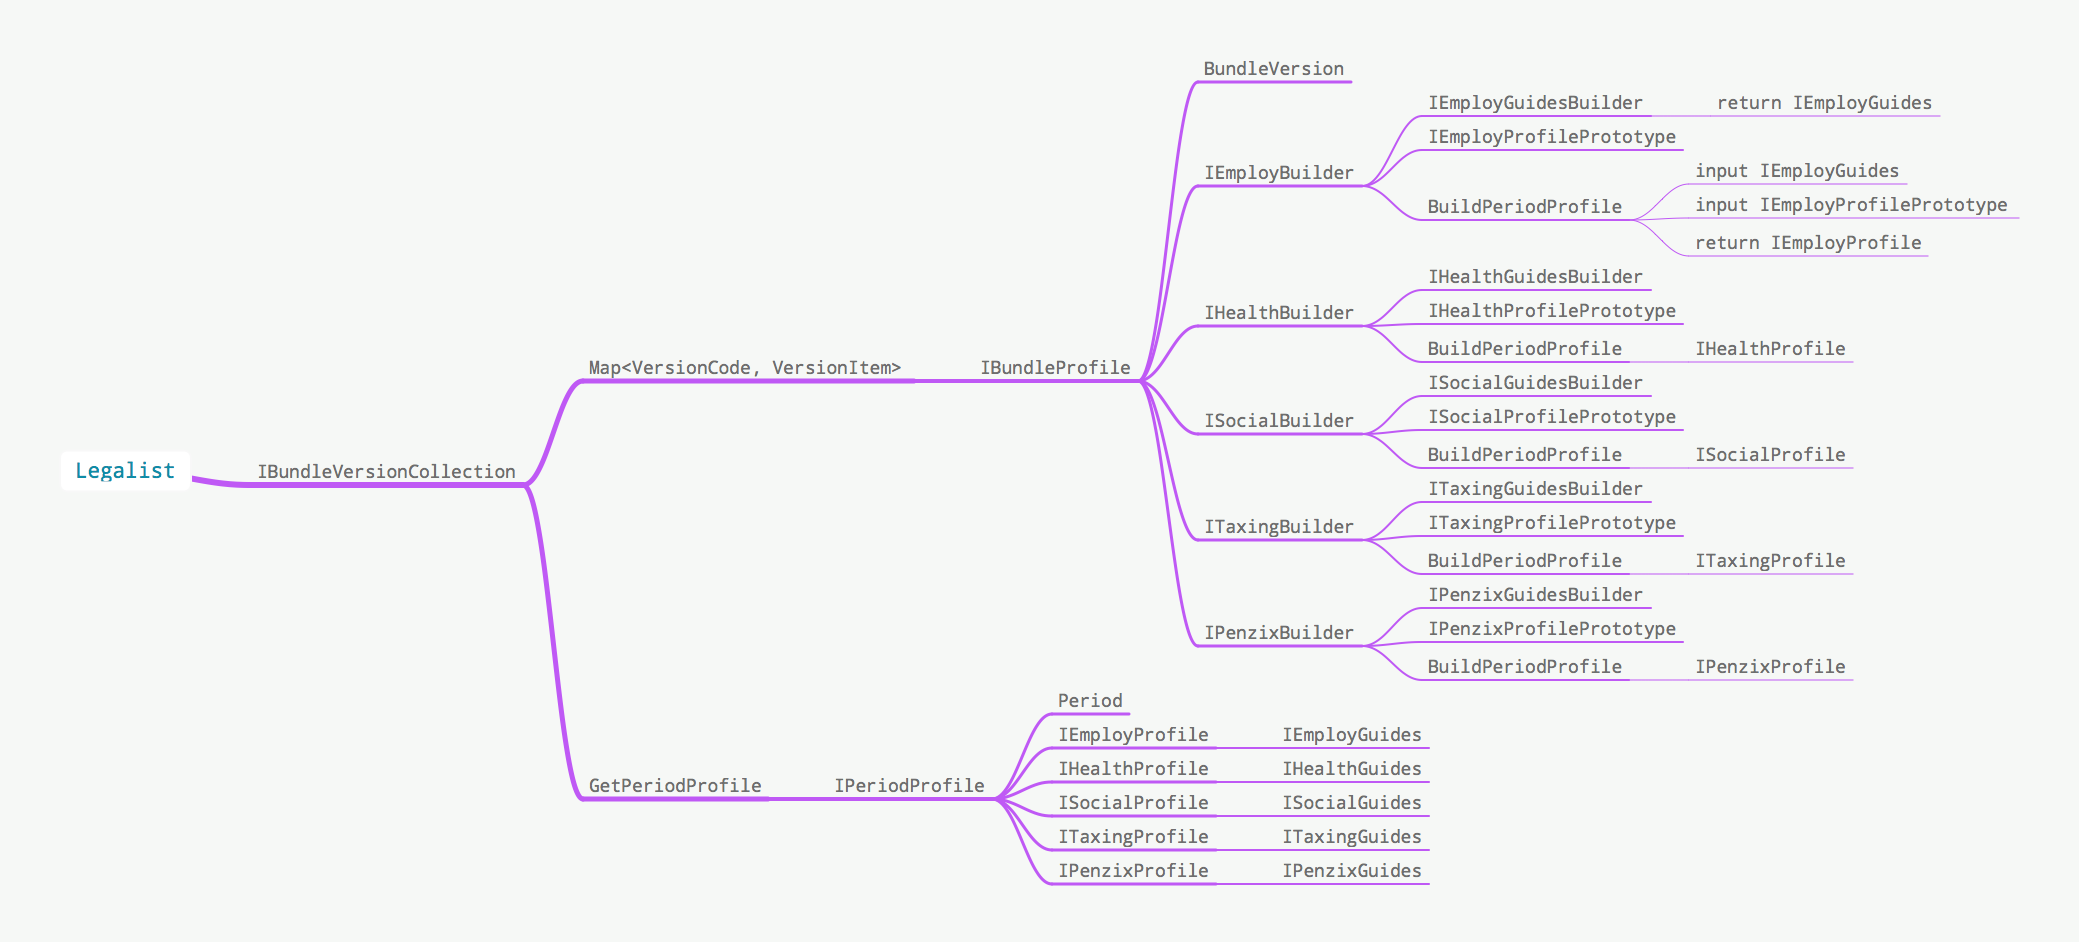 Legalist
IBundleVersionCollection
Map<VersionCode, VersionItem>
IBundleProfile
BundleVersion
IEmployBuilder
IEmployGuidesBuilder
return IEmployGuides
IEmployProfilePrototype
BuildPeriodProfile
input IEmployGuides
input IEmployProfilePrototype
return IEmployProfile
IHealthBuilder
IHealthGuidesBuilder
IHealthProfilePrototype
BuildPeriodProfile
IHealthProfile
ISocialBuilder
ISocialGuidesBuilder
ISocialProfilePrototype
BuildPeriodProfile
ISocialProfile
ITaxingBuilder
ITaxingGuidesBuilder
ITaxingProfilePrototype
BuildPeriodProfile
ITaxingProfile
IPenzixBuilder
IPenzixGuidesBuilder
IPenzixProfilePrototype
BuildPeriodProfile
IPenzixProfile
GetPeriodProfile
IPeriodProfile
Period
IEmployProfile
IEmployGuides
IHealthProfile
IHealthGuides
ISocialProfile
ISocialGuides
ITaxingProfile
ITaxingGuides
IPenzixProfile
IPenzixGuides